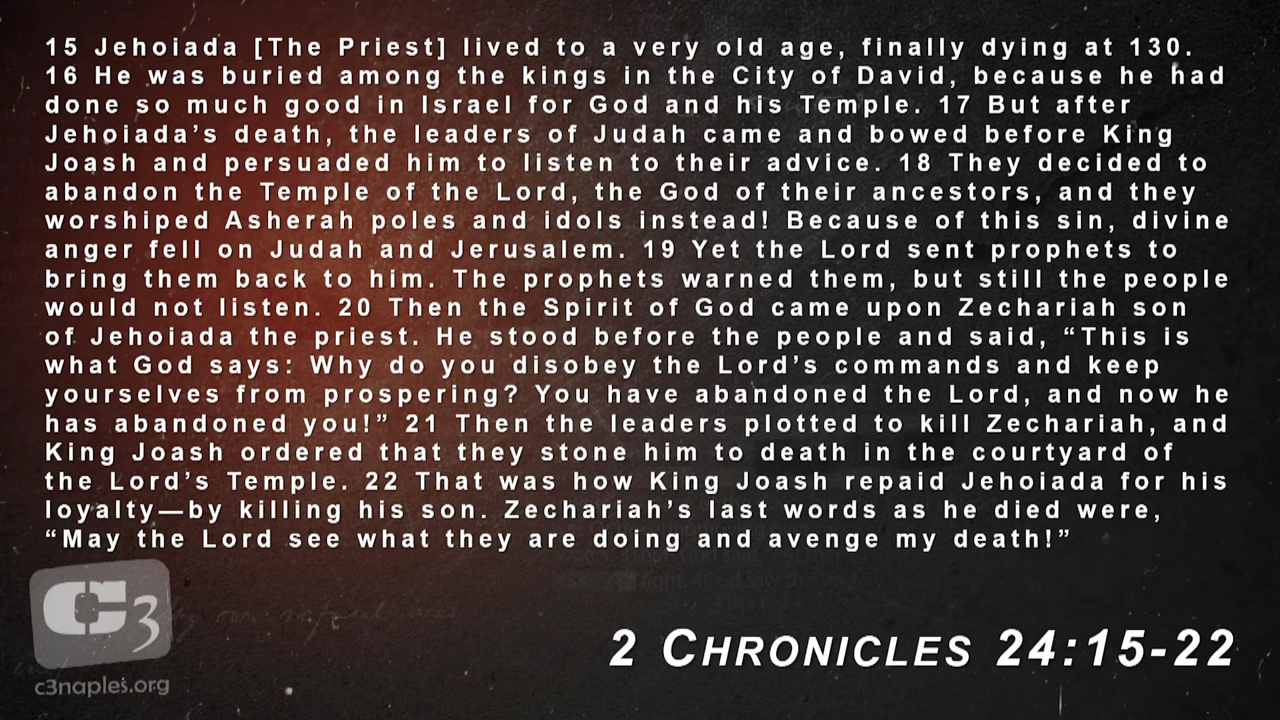 15 Jehoiada [The Priest] lived to a very old age, finally dying at 130.
16 He was buried among the kings in the City of David, because he had
done so much good in Israel for God and his Temple. 17 But after
Jehoiada’s death, the leaders of Judah came and bowed before King
Joash and persuaded him to listen to their advice. 18 They decided to
abandon the Temple of the Lord, the God of their ancestors, and they
worshiped Asherah poles and idols instead! Because of this sin, divine
anger fell on Judah and Jerusalem. 19 Yet the Lord sent prophets to
bring them back to him. The prophets warned them, but still the people
would not listen. 20 Then the Spirit of God came upon Zechariah son
of Jehoiada the priest. He stood before the people and said, “This is
what God says: Why do you disobey the Lord’s commands and keep
yourselves from prospering? You have abandoned the Lord, and now he
has abandoned you!” 21 Then the leaders plotted to kill Zechariah, and
King Joash ordered that they stone him to death in the courtyard of
the Lord’s Temple. 22 That was how King Joash repaid Jehoiada for his
loyalty—by killing his son. Zechariah’s last words as he died were,
“May the Lord see what they are doing and avenge my death!”
C3
c3naples.org
2 Chronicles 24:15-22